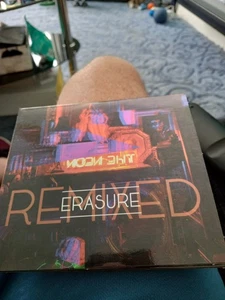 THE NEON
REMIXED
ERASURE